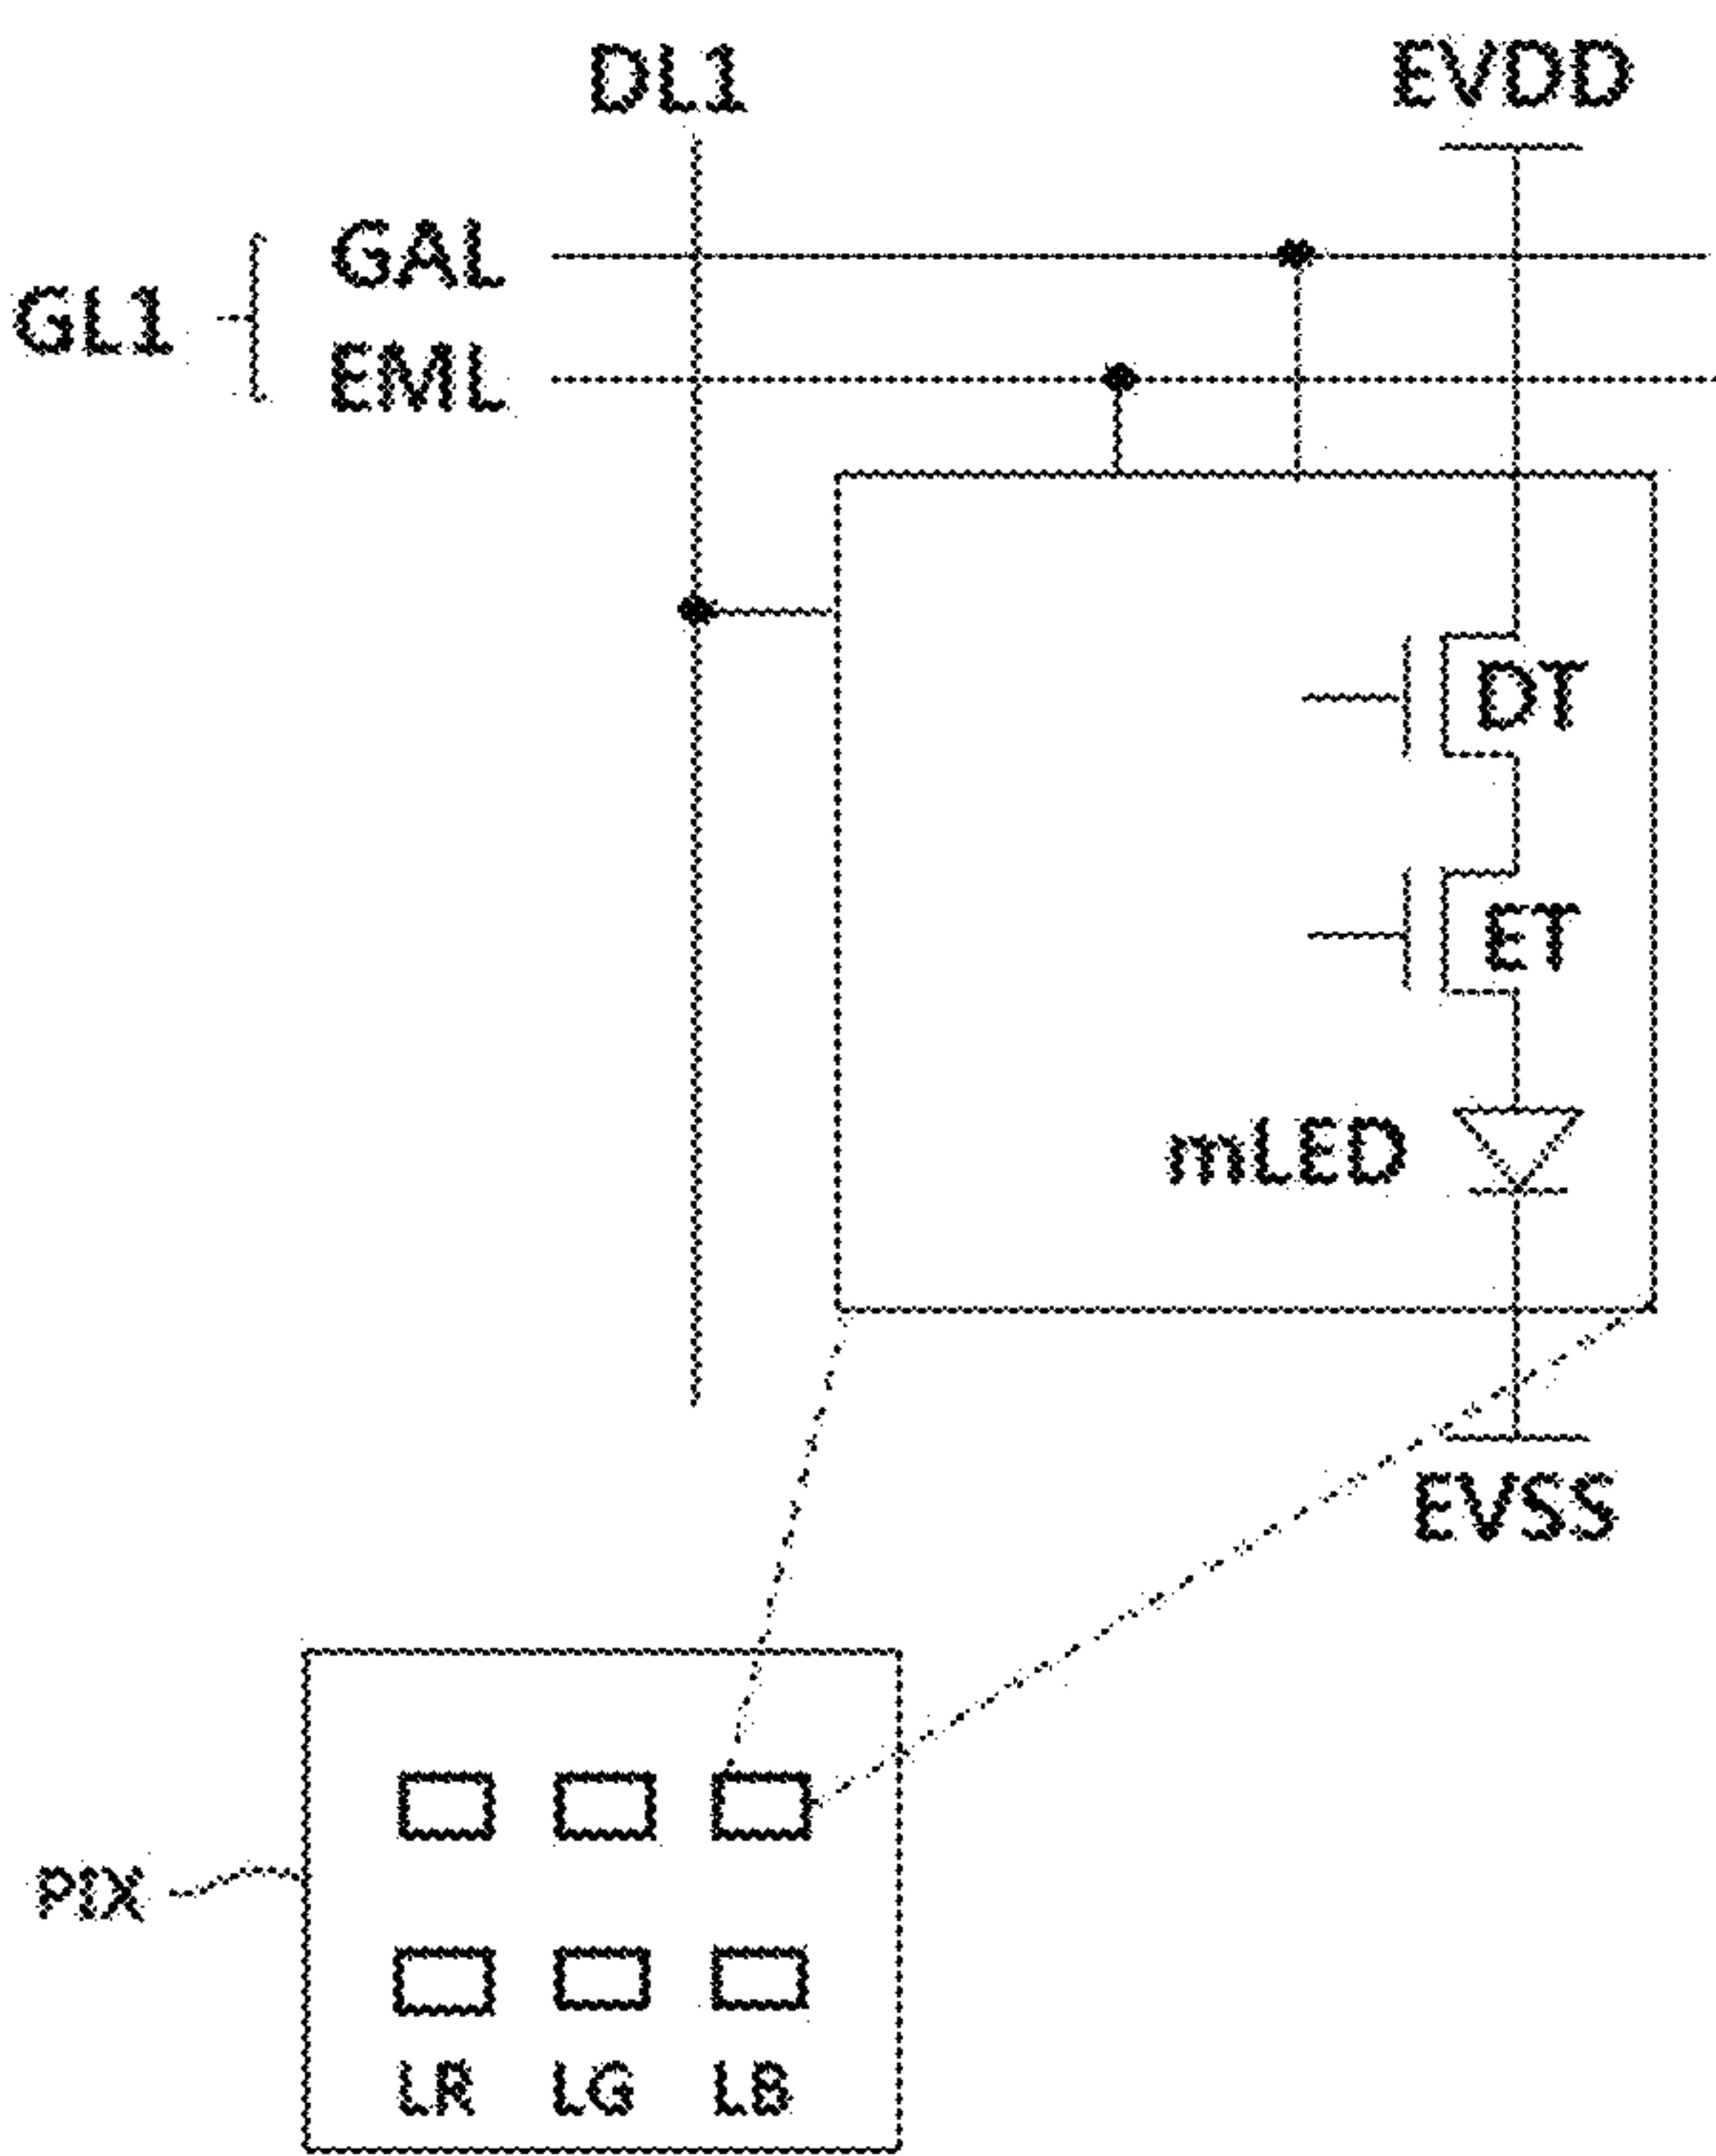 DL1
EVDD
GAL
GL1
EML
DT
ET
mLED
EVSS
PIX
LR LG LB